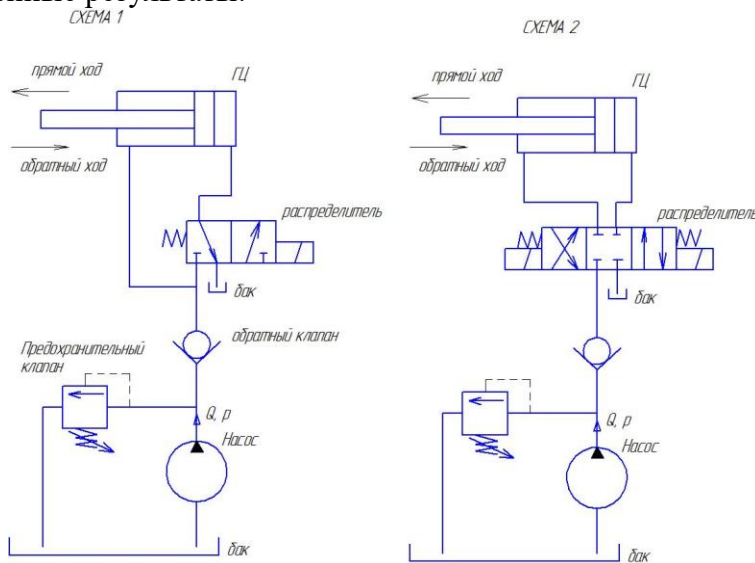 СХЕМА 1
прямой ход
ГЦ
обратный ход
распределитель
бак
обратный клапан
Предохранительный
клапан
Q, p
Насос
бак
СХЕМА 2
прямой ход
ГЦ
обратный ход
распределитель
бак
Q, p
Насос
бак